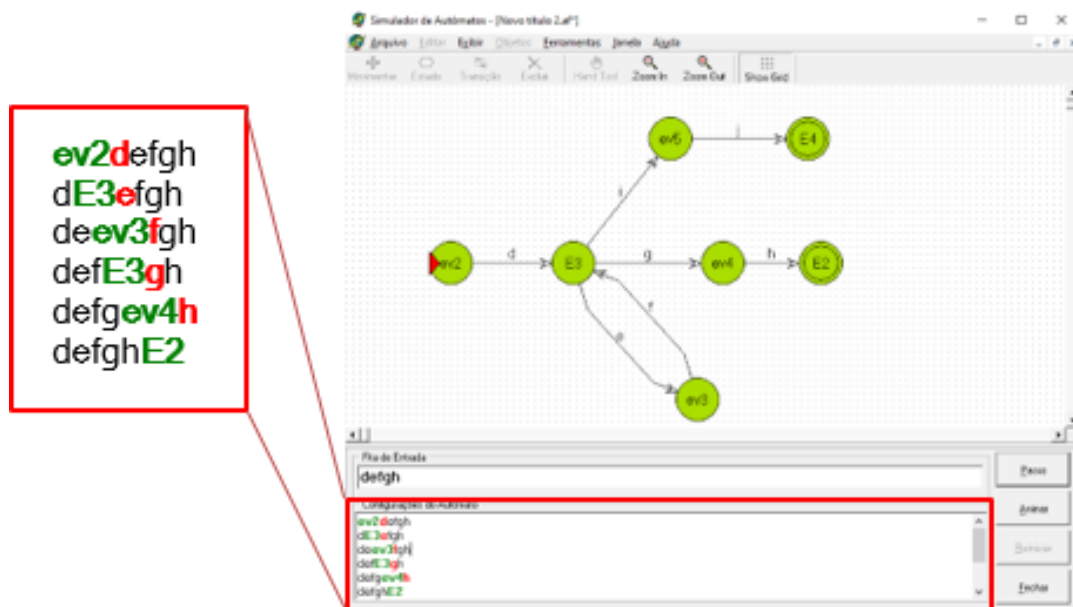 Simulador de Autômatos - [Novo título 2.af*]
Arquivo Editar Exibir Objetos Ferramentas Janela Ajuda
Movimentar Estado Transição Excluir Hand Tool Zoom In Zoom Out Show Grid
ev2defgh
dE3efgh
deev3fgh
defE3gh
defgev4h
defghE2
ev5 j E4
i
ev2 d E3 g ev4 h E2
e f
ev3
Fita de Entrada
defgh
Passo
Configurações do Autômato
ev2defgh
dE3efgh
deev3fgh
defE3gh
defgev4h
defghE2
Animar
Fechar